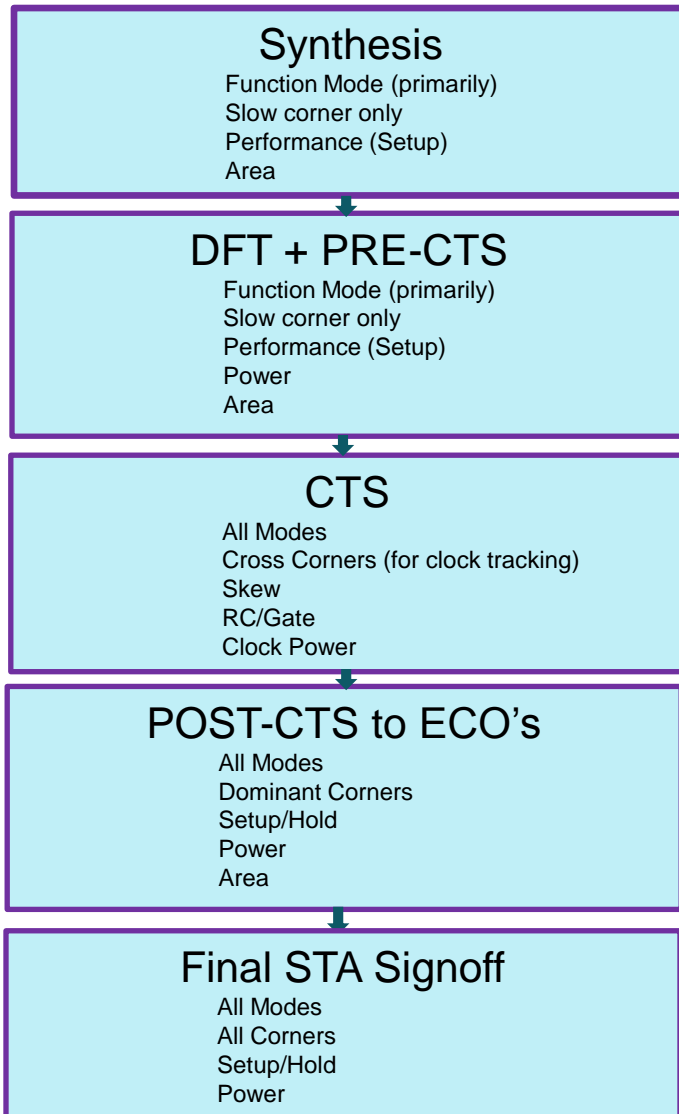 Synthesis
Function Mode (primarily)
Slow corner only
Performance (Setup)
Area
DFT + PRE-CTS
Function Mode (primarily)
Slow corner only
Performance (Setup)
Power
Area
CTS
All Modes
Cross Corners (for clock tracking)
Skew
RC/Gate
Clock Power
POST-CTS to ECO's
All Modes
Dominant Corners
Setup/Hold
Power
Area
Final STA Signoff
All Modes
All Corners
Setup/Hold
Power